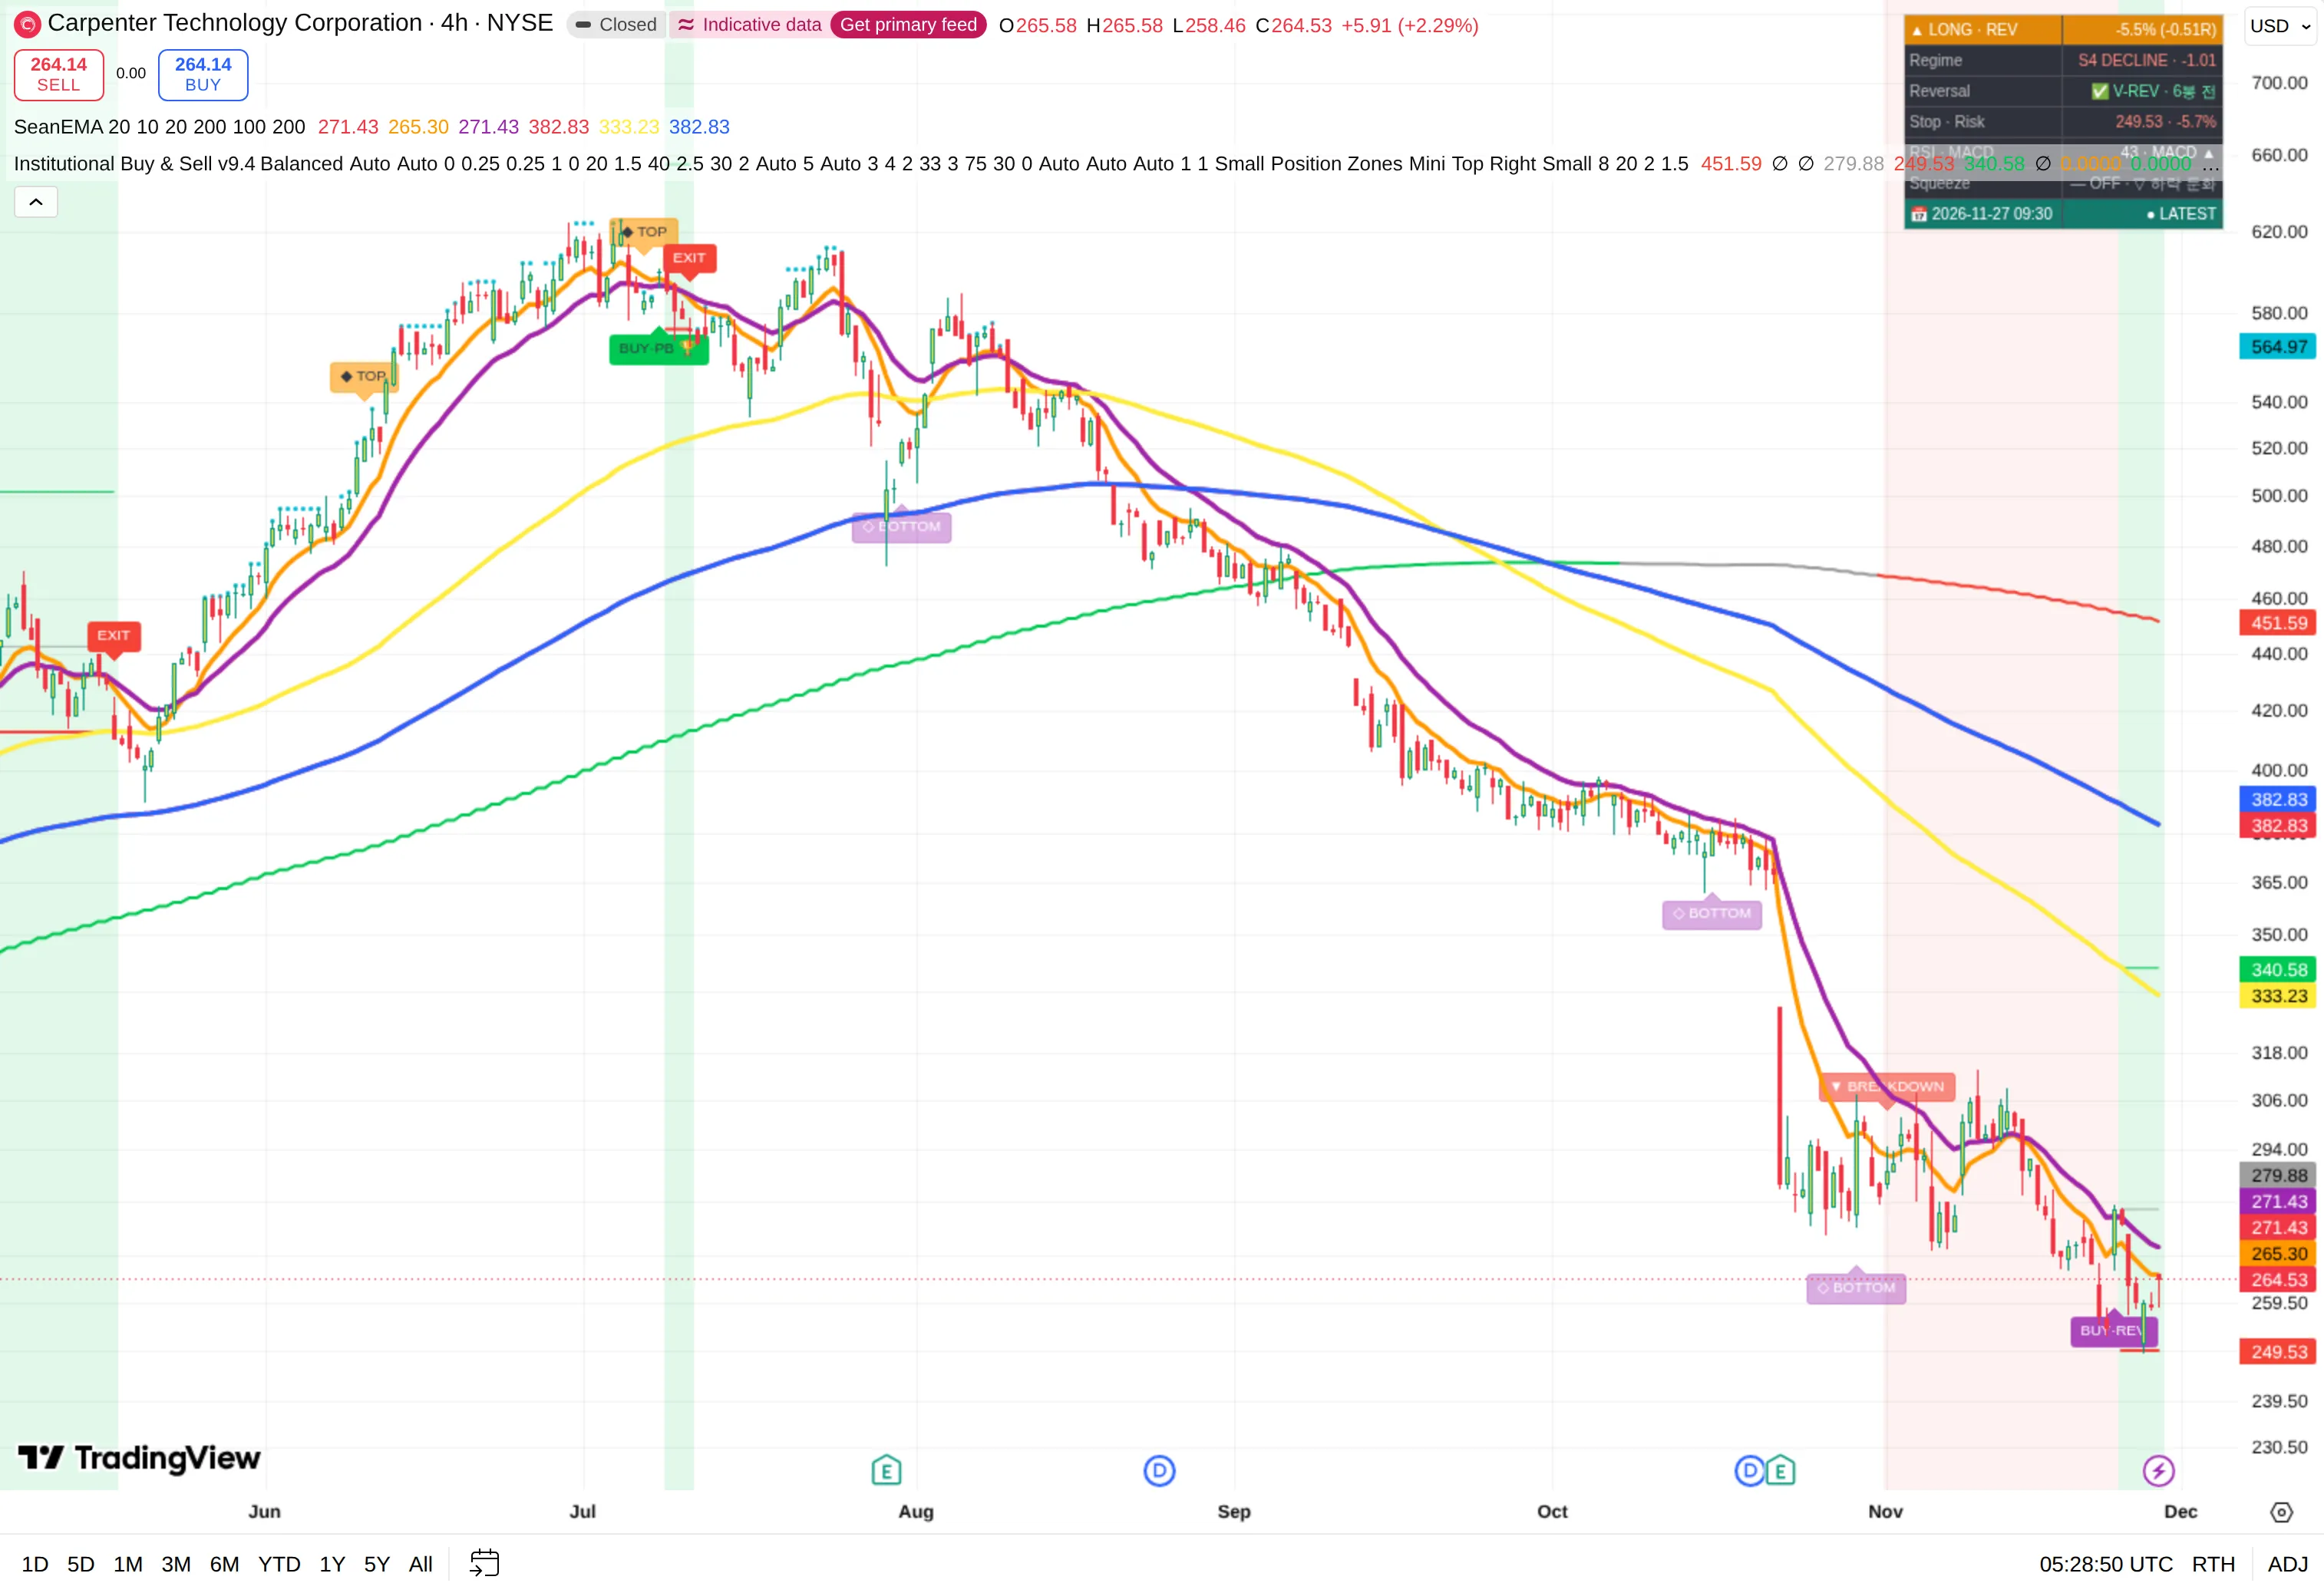 Carpenter Technology Corporation · 4h · NYSE Closed Indicative data Get primary feed O265.58 H265.58 L258.46 C264.53 +5.91 (+2.29%)
264.14 SELL 0.00 264.14 BUY
SeanEMA 20 10 20 200 100 200 271.43 265.30 271.43 382.83 333.23 382.83
Institutional Buy & Sell v9.4 Balanced Auto Auto 0 0.25 0.25 1 0 20 1.5 40 2.5 30 2 Auto 5 Auto 3 4 2 33 3 75 30 0 Auto Auto Auto 1 1 Small Position Zones Mini Top Right Small 8 20 2 1.5 451.59 ∅ ∅ 279.88 249.53 340.58 ∅ 0.0000 0.0000 ...
▲ LONG · REV -5.5% (-0.51R)
Regime S4 DECLINE · -1.01
Reversal ✅ V-REV · 6봉 전
Stop · Risk 249.53 · -5.7%
RSI · MACD 43 · MACD ▲
Squeeze — OFF · ▽ 하락 둔화
📅 2026-11-27 09:30 ● LATEST
USD
700.00
660.00
620.00
580.00
564.97
540.00
520.00
500.00
480.00
460.00
451.59
440.00
420.00
400.00
382.83
382.83
365.00
350.00
340.58
333.23
318.00
306.00
294.00
279.88
271.43
271.43
265.30
264.53
259.50
249.53
239.50
230.50
◆ TOP
EXIT
BUY-PB
◆ TOP
EXIT
◇ BOTTOM
◇ BOTTOM
▼ BREAKDOWN
◇ BOTTOM
BUY-REV
TradingView
E D D E
Jun Jul Aug Sep Oct Nov Dec
1D 5D 1M 3M 6M YTD 1Y 5Y All 05:28:50 UTC RTH ADJ